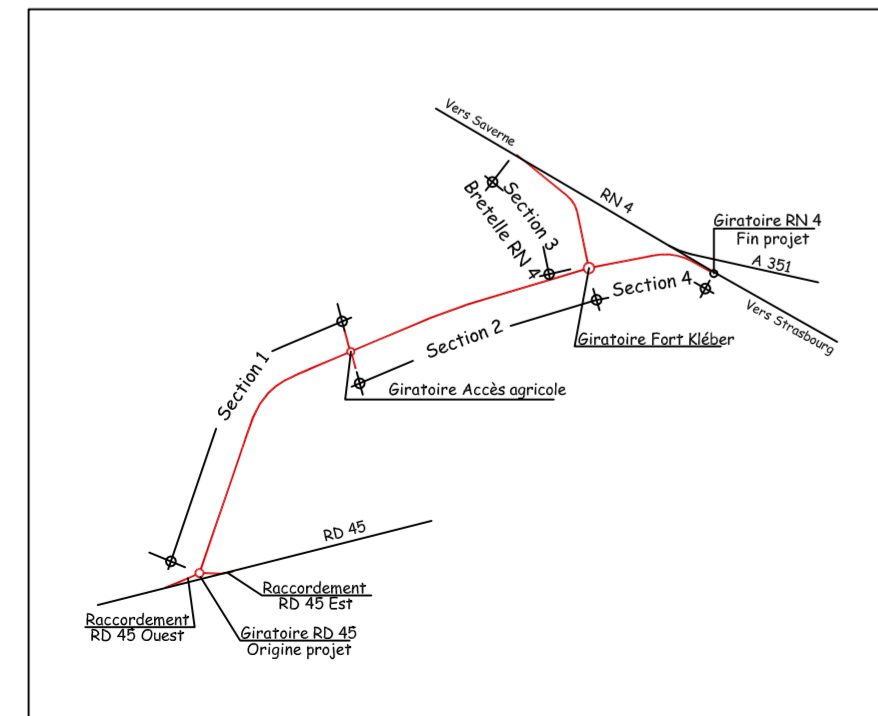 Vers Saverne
RN 4
Section 3
Bretelle RN 4
Giratoire RN 4
Fin projet
A 351
Section 4
Vers Strasbourg
Section 2
Giratoire Fort Kléber
Section 1
Giratoire Accès agricole
RD 45
Raccordement
RD 45 Est
Raccordement
RD 45 Ouest
Giratoire RD 45
Origine projet